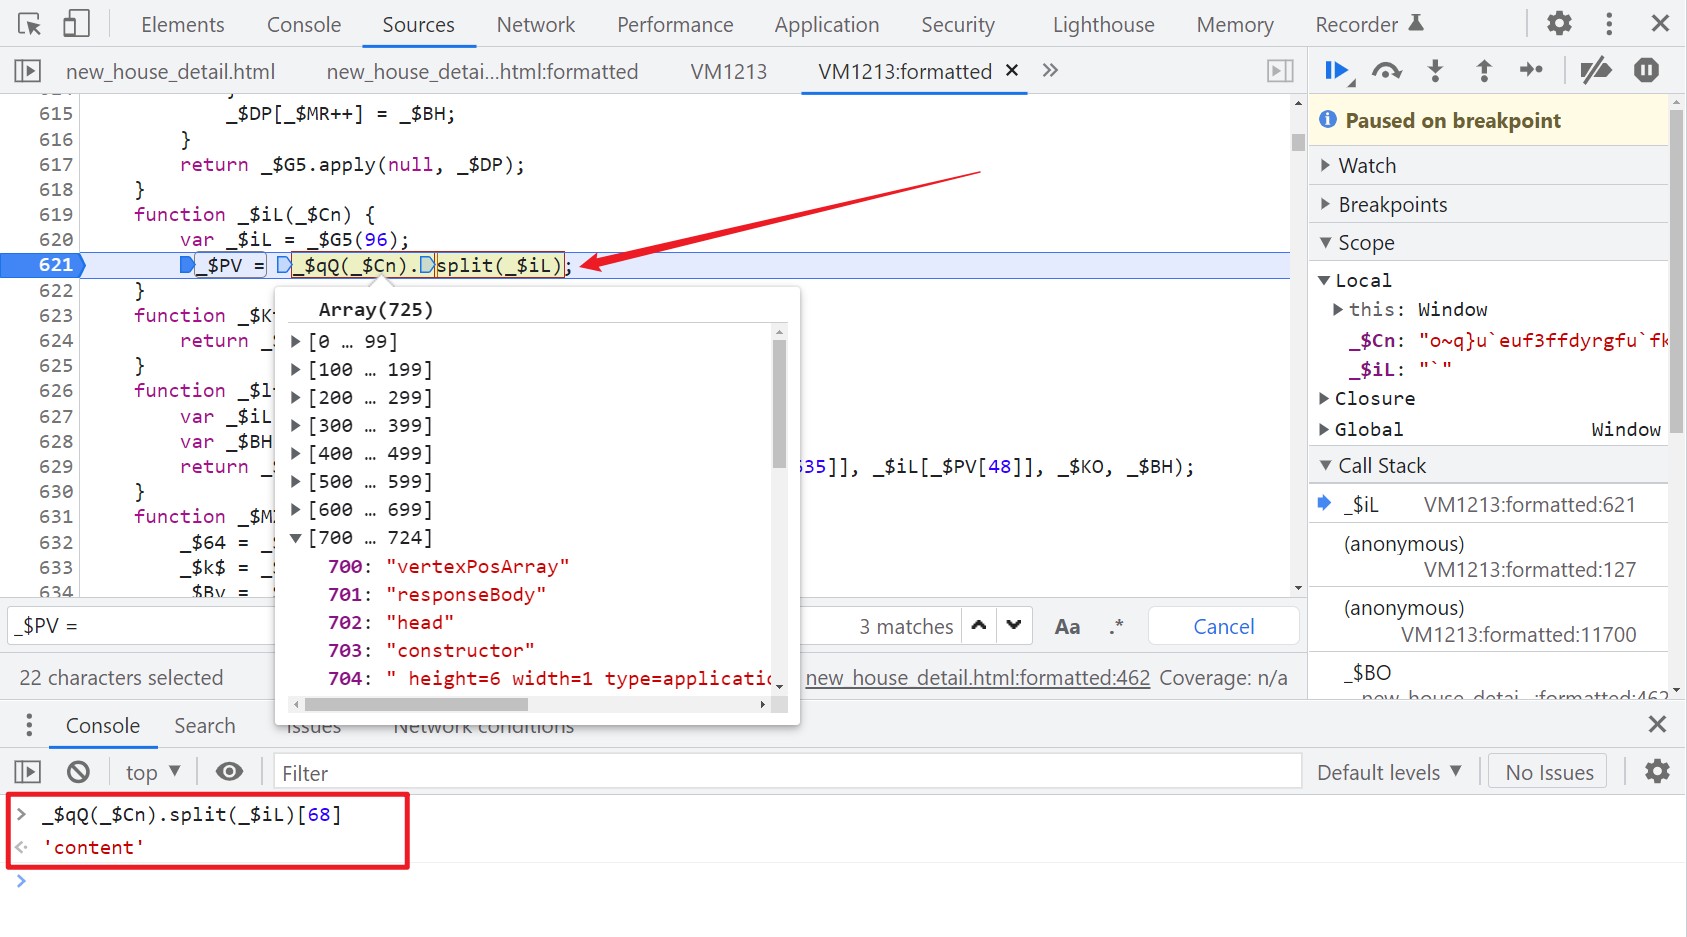 Elements Console Sources Network Performance Application Security Lighthouse Memory Recorder
new_house_detail.html new_house_detai...html:formatted VM1213 VM1213:formatted × »
615 _$DP[_$MR++] = _$BH;
616 }
617 return _$G5.apply(null, _$DP);
618 }
619 function _$iL(_$Cn) {
620 var _$iL = _$G5(96);
621 _$PV = _$qQ(_$Cn).split(_$iL);
622 }
623 function _$K
624 return _$
625 }
626 function _$l
627 var _$iL
628 var _$BH
629 return _$ 535]], _$iL[_$PV[48]], _$KO, _$BH);
630 }
631 function _$M
632 _$64 = _$
633 _$k$ = _$
634 _$Bv = _$
Array(725)
[0 … 99]
[100 … 199]
[200 … 299]
[300 … 399]
[400 … 499]
[500 … 599]
[600 … 699]
[700 … 724]
700: "vertexPosArray"
701: "responseBody"
702: "head"
703: "constructor"
704: " height=6 width=1 type=applicatio
_$PV = 3 matches Aa .* Cancel
22 characters selected new_house_detail.html:formatted:462 Coverage: n/a
Paused on breakpoint
Watch
Breakpoints
Scope
Local
this: Window
_$Cn: "o~q}u`euf3ffdyrgfu`fk
_$iL: "`"
Closure
Global Window
Call Stack
_$iL VM1213:formatted:621
(anonymous)
VM1213:formatted:127
(anonymous)
VM1213:formatted:11700
_$BO
new_house_detai…:formatted:462
Console Search Issues Network conditions
top Filter Default levels No Issues
> _$qQ(_$Cn).split(_$iL)[68]
'content'
>